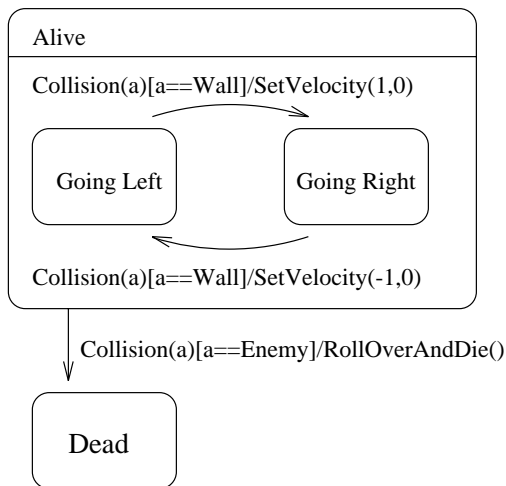 Alive
Collision(a)[a==Wall]/SetVelocity(1,0)
Going Left
Going Right
Collision(a)[a==Wall]/SetVelocity(-1,0)
Collision(a)[a==Enemy]/RollOverAndDie()
Dead